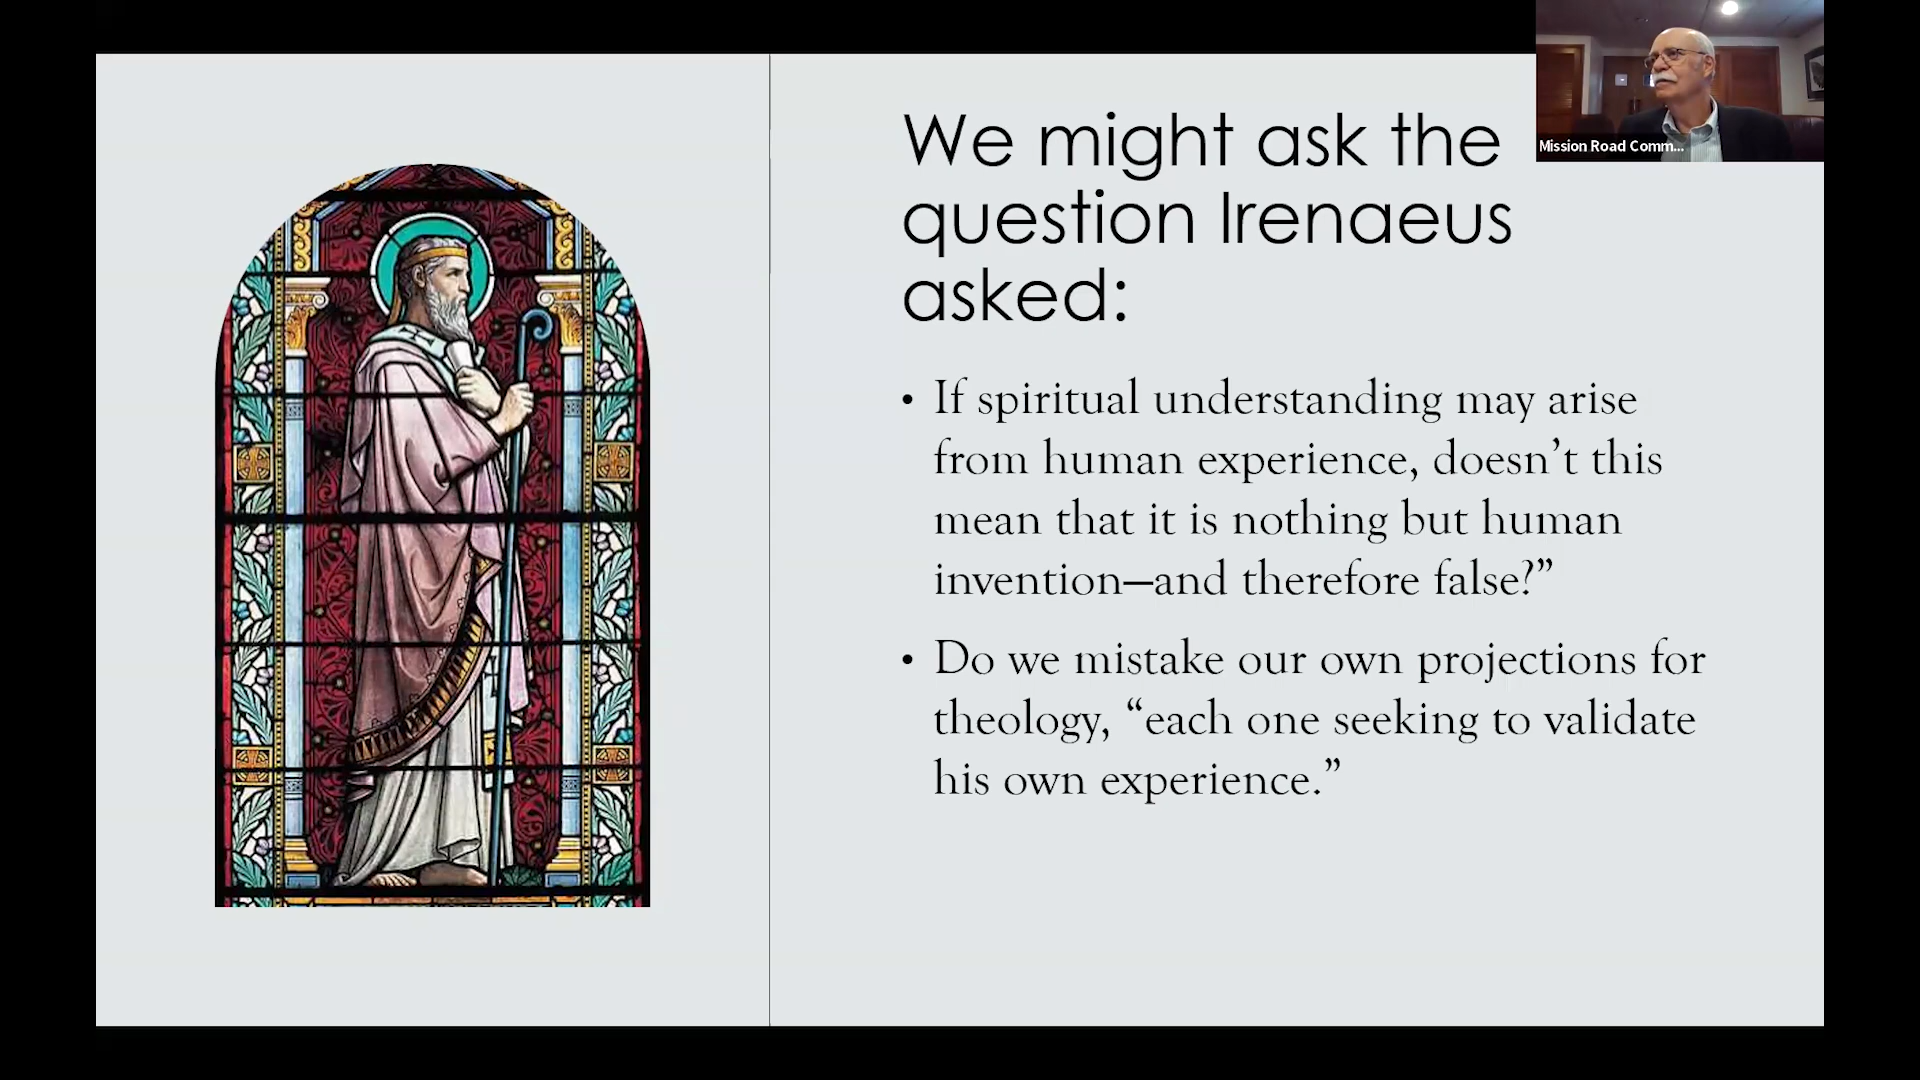 We might ask the
question Irenaeus
asked:
• If spiritual understanding may arise
from human experience, doesn’t this
mean that it is nothing but human
invention—and therefore false?”
• Do we mistake our own projections for
theology, “each one seeking to validate
his own experience.”
Mission Road Comm...